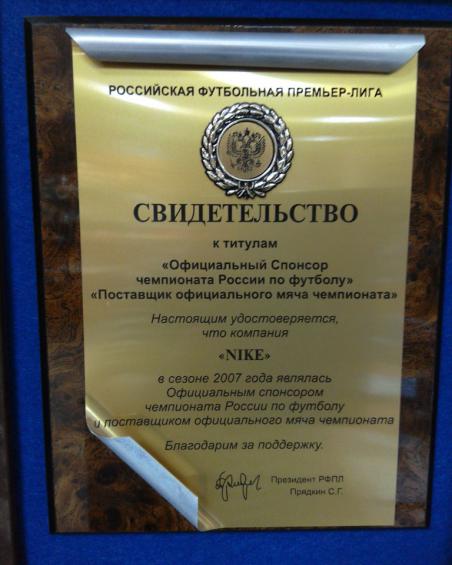 РОССИЙСКАЯ ФУТБОЛЬНАЯ ПРЕМЬЕР-ЛИГА
СВИДЕТЕЛЬСТВО
к титулам
«Официальный Спонсор
чемпионата России по футболу»
«Поставщик официального мяча чемпионата»
Настоящим удостоверяется,
что компания
«NIKE»
в сезоне 2007 года являлась
Официальным спонсором
чемпионата России по футболу
и поставщиком официального мяча чемпионата
Благодарим за поддержку.
Президент РФПЛ
Прядкин С.Г.